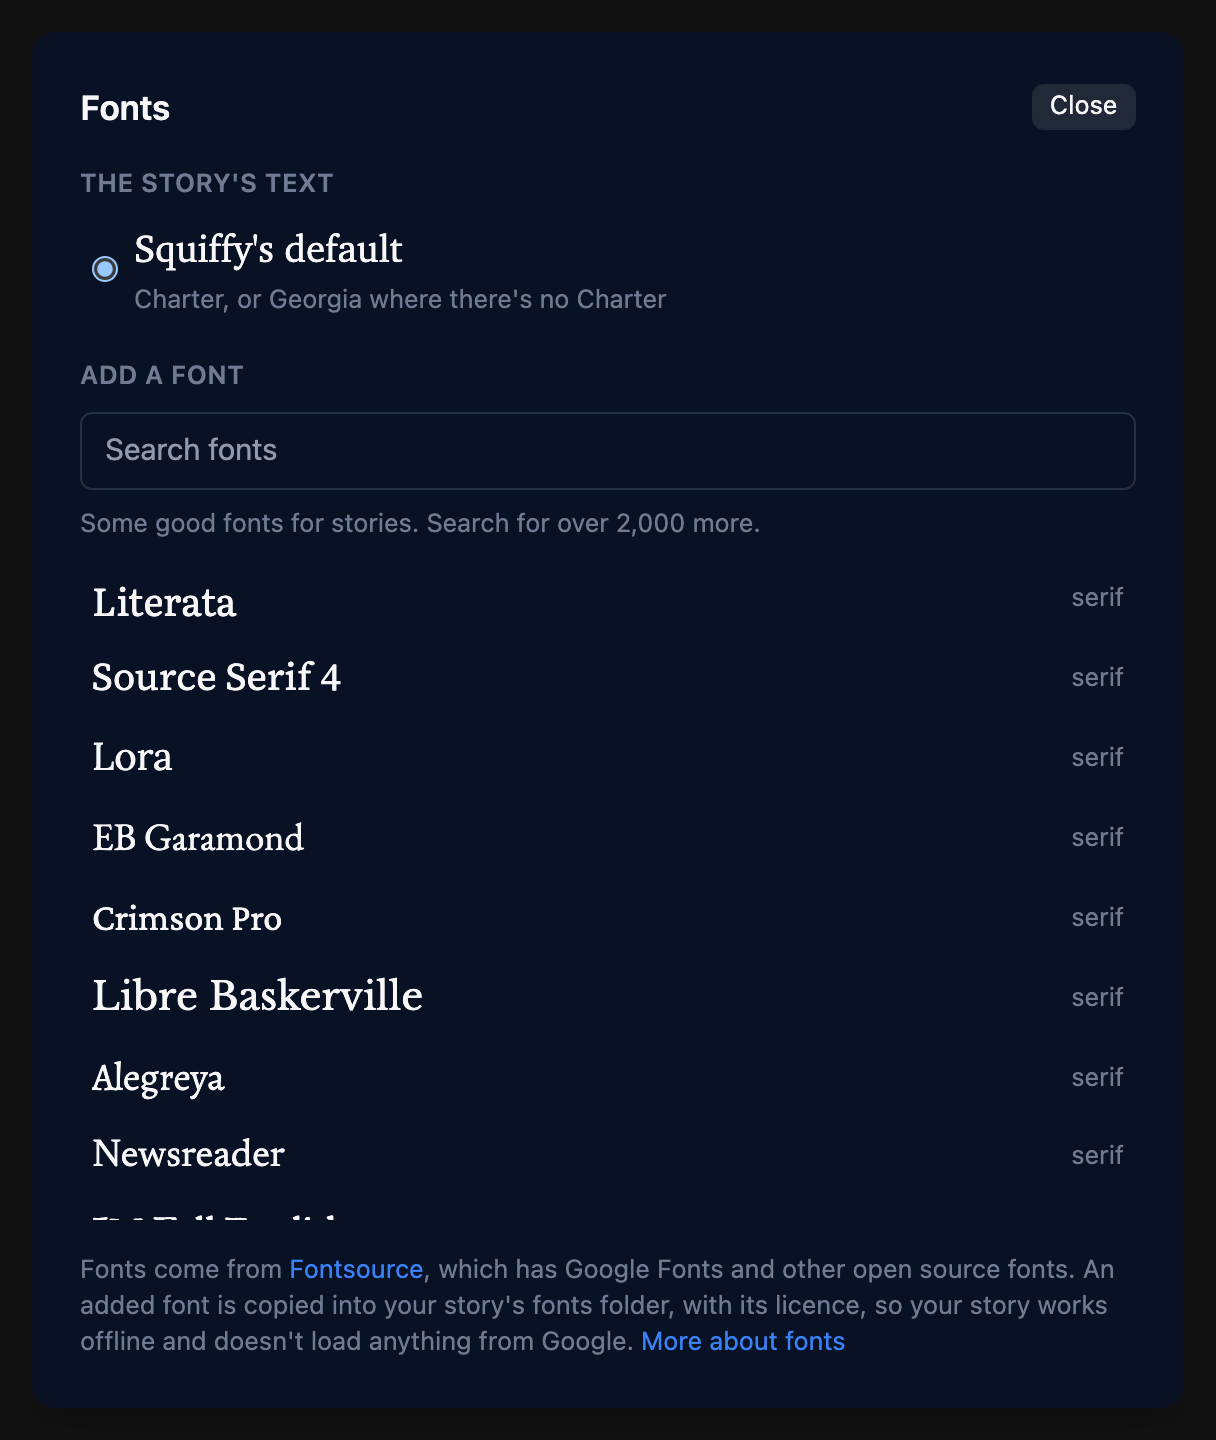 Fonts
Close
THE STORY'S TEXT
Squiffy's default
Charter, or Georgia where there's no Charter
ADD A FONT
Search fonts
Some good fonts for stories. Search for over 2,000 more.
Literata serif
Source Serif 4 serif
Lora serif
EB Garamond serif
Crimson Pro serif
Libre Baskerville serif
Alegreya serif
Newsreader serif
Fonts come from Fontsource, which has Google Fonts and other open source fonts. An
added font is copied into your story's fonts folder, with its licence, so your story works
offline and doesn't load anything from Google. More about fonts